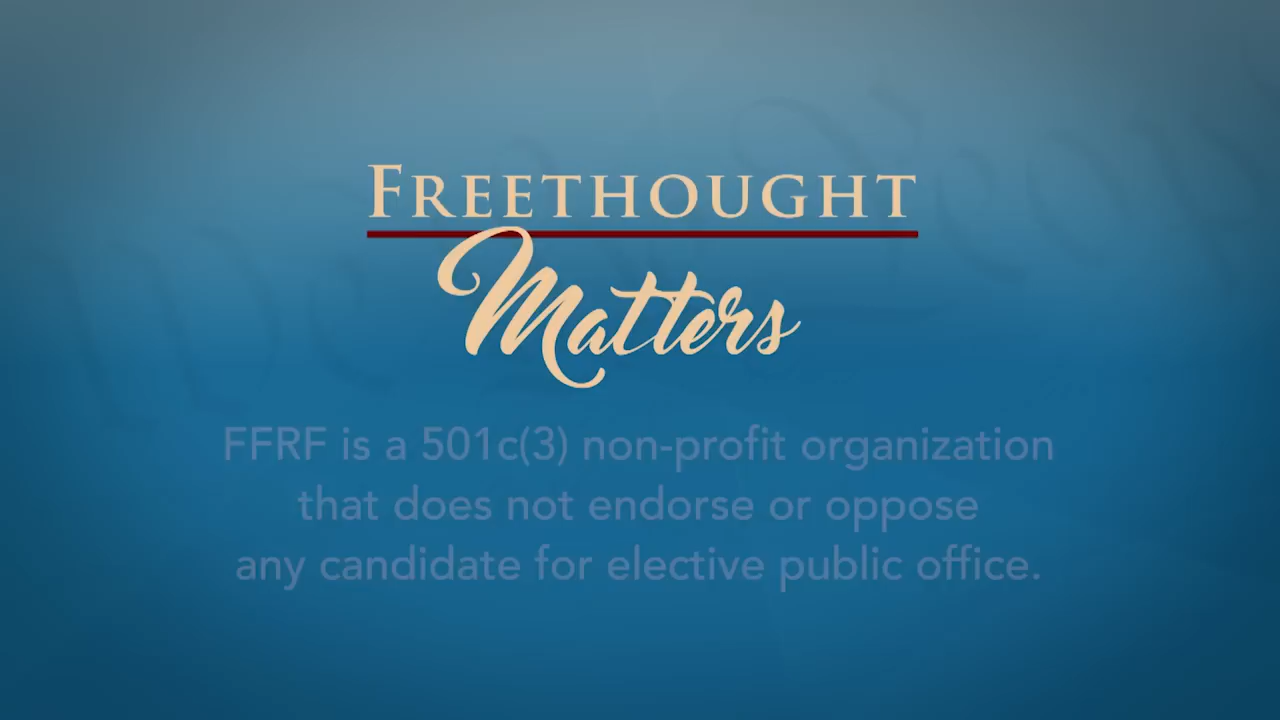 FREETHOUGHT
Matters
FFRF is a 501c(3) non-profit organization
that does not endorse or oppose
any candidate for elective public office.